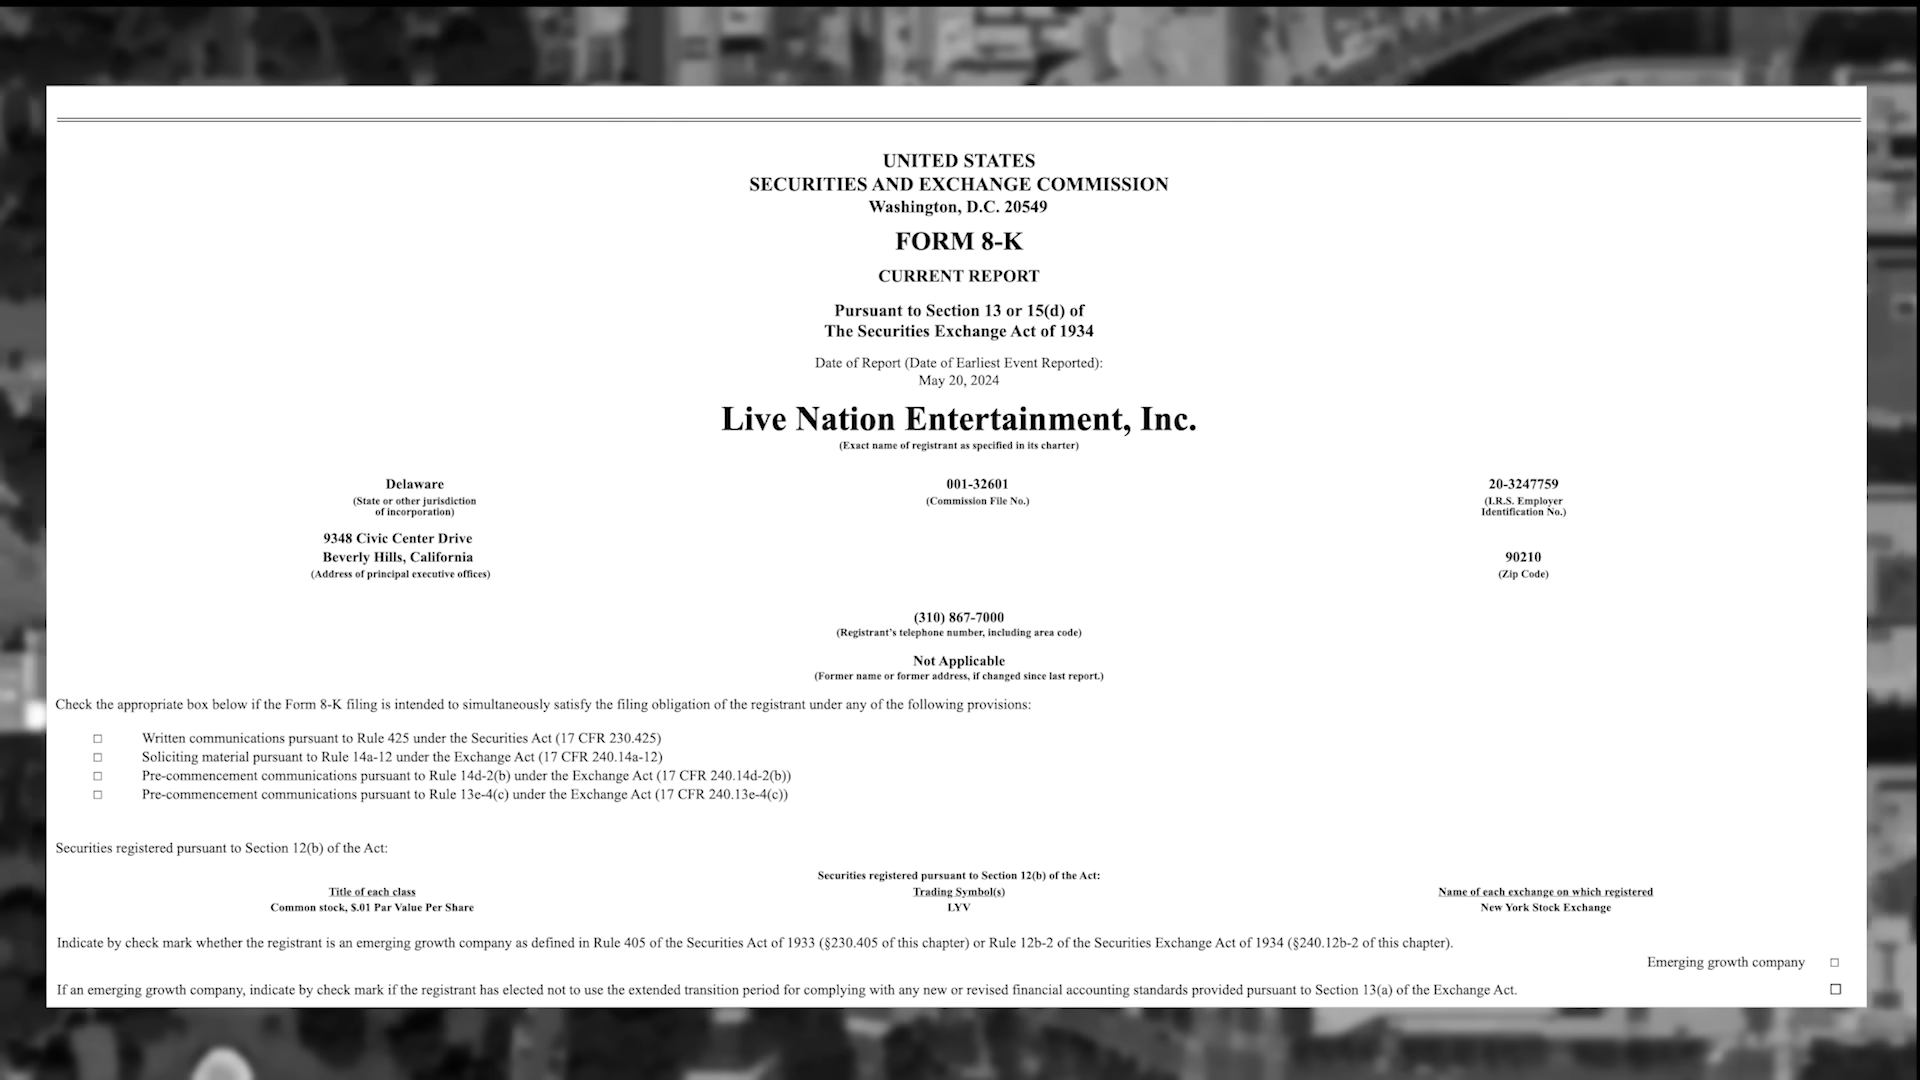 UNITED STATES
SECURITIES AND EXCHANGE COMMISSION
Washington, D.C. 20549
FORM 8-K
CURRENT REPORT
Pursuant to Section 13 or 15(d) of
The Securities Exchange Act of 1934
Date of Report (Date of Earliest Event Reported):
May 20, 2024
Live Nation Entertainment, Inc.
(Exact name of registrant as specified in its charter)
Delaware 001-32601 20-3247759
(State or other jurisdiction (Commission File No.) (I.R.S. Employer
of incorporation) Identification No.)
9348 Civic Center Drive
Beverly Hills, California 90210
(Address of principal executive offices) (Zip Code)
(310) 867-7000
(Registrant's telephone number, including area code)
Not Applicable
(Former name or former address, if changed since last report.)
Check the appropriate box below if the Form 8-K filing is intended to simultaneously satisfy the filing obligation of the registrant under any of the following provisions:
☐ Written communications pursuant to Rule 425 under the Securities Act (17 CFR 230.425)
☐ Soliciting material pursuant to Rule 14a-12 under the Exchange Act (17 CFR 240.14a-12)
☐ Pre-commencement communications pursuant to Rule 14d-2(b) under the Exchange Act (17 CFR 240.14d-2(b))
☐ Pre-commencement communications pursuant to Rule 13e-4(c) under the Exchange Act (17 CFR 240.13e-4(c))
Securities registered pursuant to Section 12(b) of the Act:
Securities registered pursuant to Section 12(b) of the Act:
Title of each class Trading Symbol(s) Name of each exchange on which registered
Common stock, $.01 Par Value Per Share LYV New York Stock Exchange
Indicate by check mark whether the registrant is an emerging growth company as defined in Rule 405 of the Securities Act of 1933 (§230.405 of this chapter) or Rule 12b-2 of the Securities Exchange Act of 1934 (§240.12b-2 of this chapter).
Emerging growth company ☐
If an emerging growth company, indicate by check mark if the registrant has elected not to use the extended transition period for complying with any new or revised financial accounting standards provided pursuant to Section 13(a) of the Exchange Act. ☐